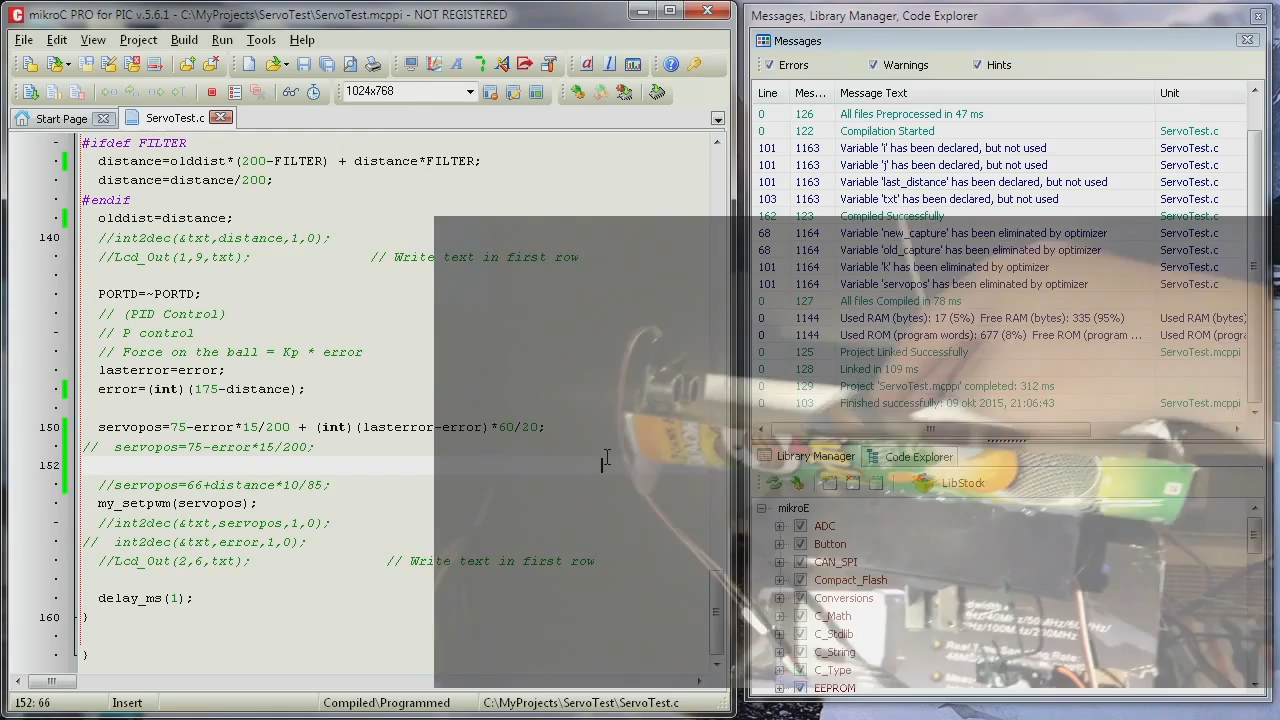 mikroC PRO for PIC v.5.6.1 - C:\MyProjects\ServoTest\ServoTest.mcppi - NOT REGISTERED
File Edit View Project Build Run Tools Help
1024x768
Start Page ServoTest.c
#ifdef FILTER
distance=olddist*(200-FILTER) + distance*FILTER;
distance=distance/200;
#endif
olddist=distance;
140 //int2dec(&txt,distance,1,0);
//Lcd_Out(1,9,txt); // Write text in first row
PORTD=~PORTD;
// (PID Control)
// P control
// Force on the ball = Kp * error
lasterror=error;
error=(int)(175-distance);
150 servopos=75-error*15/200 + (int)(lasterror-error)*60/20;
// servopos=75-error*15/200;
152
//servopos=66+distance*10/85;
my_setpwm(servopos);
//int2dec(&txt,servopos,1,0);
int2dec(&txt,error,1,0);
/Lcd_Out(2,6,txt); // Write text in first row
delay_ms(1);
160 }
}
152: Insert Compiled\Programmed C:\MyProjects\ServoTest\ServoTest.c
Messages, Library Manager, Code Explorer
Messages
Errors Warnings Hints
Line Mes... Message Text Unit
0 126 All files Preprocessed in 47 ms
0 122 Compilation Started ServoTest.c
101 1163 Variable 'i' has been declared, but not used ServoTest.c
101 1163 Variable 'j' has been declared, but not used ServoTest.c
101 1163 Variable 'last_distance' has been declared, but not used ServoTest.c
103 1163 Variable 'txt' has been declared, but not used ServoTest.c
162 123 Compiled Successfully ServoTest.c
68 1164 Variable 'new_capture' has been eliminated by optimizer ServoTest.c
68 1164 Variable 'old_capture' has been eliminated by optimizer ServoTest.c
101 1164 Variable 'k' has been eliminated by optimizer ServoTest.c
101 1164 Variable 'servopos' has been eliminated by optimizer ServoTest.c
0 127 All files Compiled in 78 ms
0 1144 Used RAM (bytes): 17 (5%) Free RAM (bytes): 335 (95%) Used RAM (bytes)
0 1144 Used ROM (program words): 677 (8%) Free ROM (program ... Used ROM (progra
0 125 Project Linked Successfully ServoTest.mcppi
0 128 Linked in 109 ms
0 129 Project 'ServoTest.mcppi' completed: 312 ms
0 103 Finished successfully: 09 okt 2015, 21:06:43 ServoTest.mcppi
Library Manager Code Explorer
LibStock
mikroE
ADC
Button
CAN_SPI
Compact_Flash
Conversions
C_Math
C_Stdlib
C_String
C_Type
EEPROM